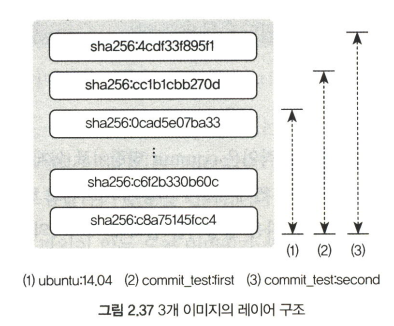 sha256:4cdf33f895f1
sha256:cc1b1cbb270d
sha256:0cad5e07ba33
⋮
sha256:c6f2b330b60c
sha256:c8a75145fcc4
(1) (2) (3)
(1) ubuntu:14.04 (2) commit_test:first (3) commit_test:second
그림 2.37 3개 이미지의 레이어 구조